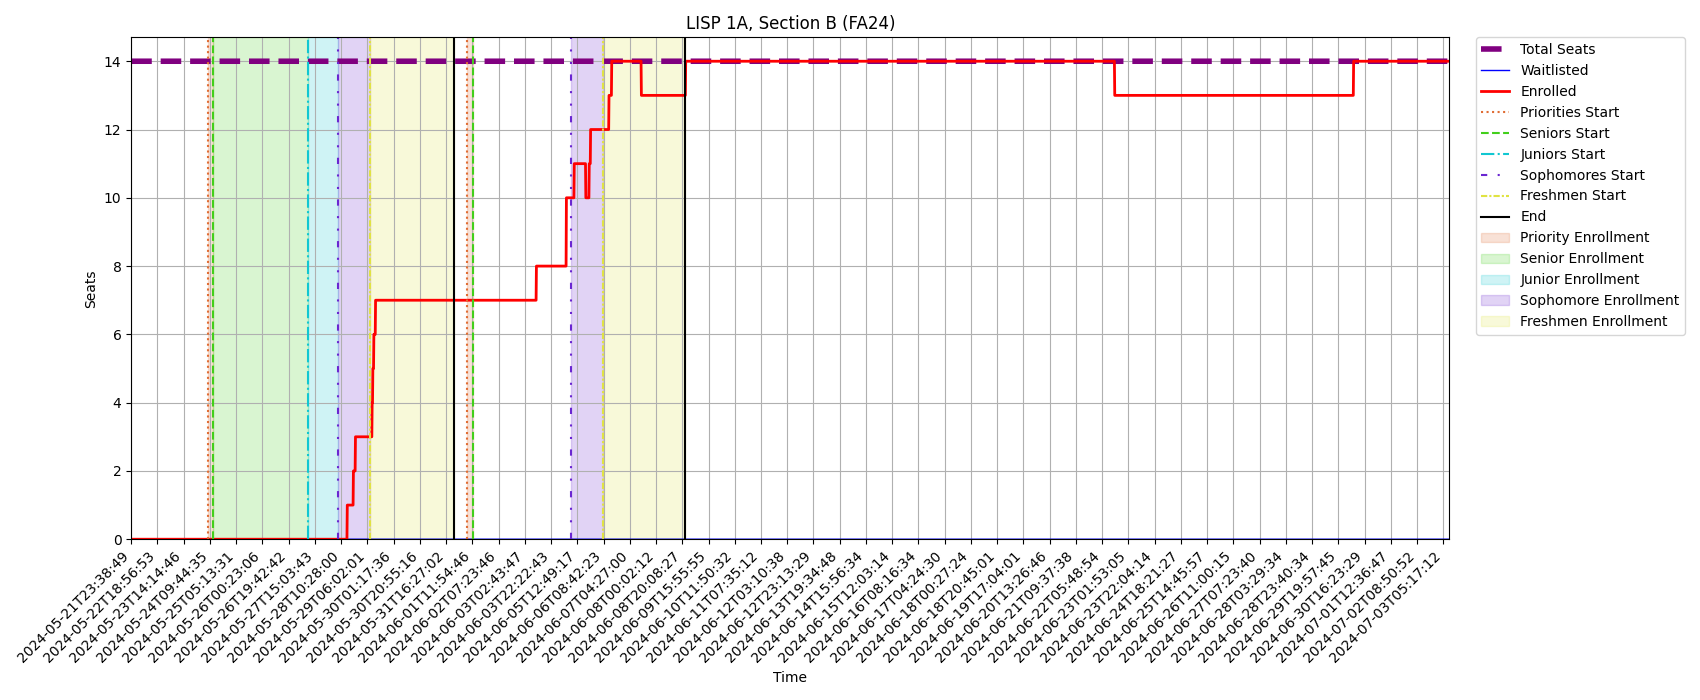 LISP 1A, Section B (FA24)
Seats
14
12
10
8
6
4
2
0
2024-05-21T23:38:49
2024-05-22T18:56:53
2024-05-23T14:14:46
2024-05-24T09:44:35
2024-05-25T05:13:31
2024-05-26T00:23:06
2024-05-26T19:42:42
2024-05-27T15:03:43
2024-05-28T10:28:00
2024-05-29T06:02:01
2024-05-30T01:17:36
2024-05-30T20:55:16
2024-05-31T16:27:02
2024-06-01T11:54:46
2024-06-02T07:23:46
2024-06-03T02:43:47
2024-06-03T22:22:43
2024-06-05T12:49:17
2024-06-06T08:42:23
2024-06-07T04:27:00
2024-06-08T00:02:12
2024-06-08T20:08:27
2024-06-09T15:55:55
2024-06-10T11:50:32
2024-06-11T07:35:12
2024-06-12T03:10:38
2024-06-12T23:13:29
2024-06-13T19:34:48
2024-06-14T15:56:34
2024-06-15T12:03:14
2024-06-16T08:16:34
2024-06-17T04:24:30
2024-06-18T00:27:24
2024-06-18T20:45:01
2024-06-19T17:04:01
2024-06-20T13:26:46
2024-06-21T09:37:38
2024-06-22T05:48:54
2024-06-23T01:53:05
2024-06-23T22:04:14
2024-06-24T18:21:27
2024-06-25T14:45:57
2024-06-26T11:00:15
2024-06-27T07:23:40
2024-06-28T03:29:34
2024-06-28T23:40:34
2024-06-29T19:57:45
2024-06-30T16:23:29
2024-07-01T12:36:47
2024-07-02T08:50:52
2024-07-03T05:17:12
Time
Total Seats
Waitlisted
Enrolled
Priorities Start
Seniors Start
Juniors Start
Sophomores Start
Freshmen Start
End
Priority Enrollment
Senior Enrollment
Junior Enrollment
Sophomore Enrollment
Freshmen Enrollment